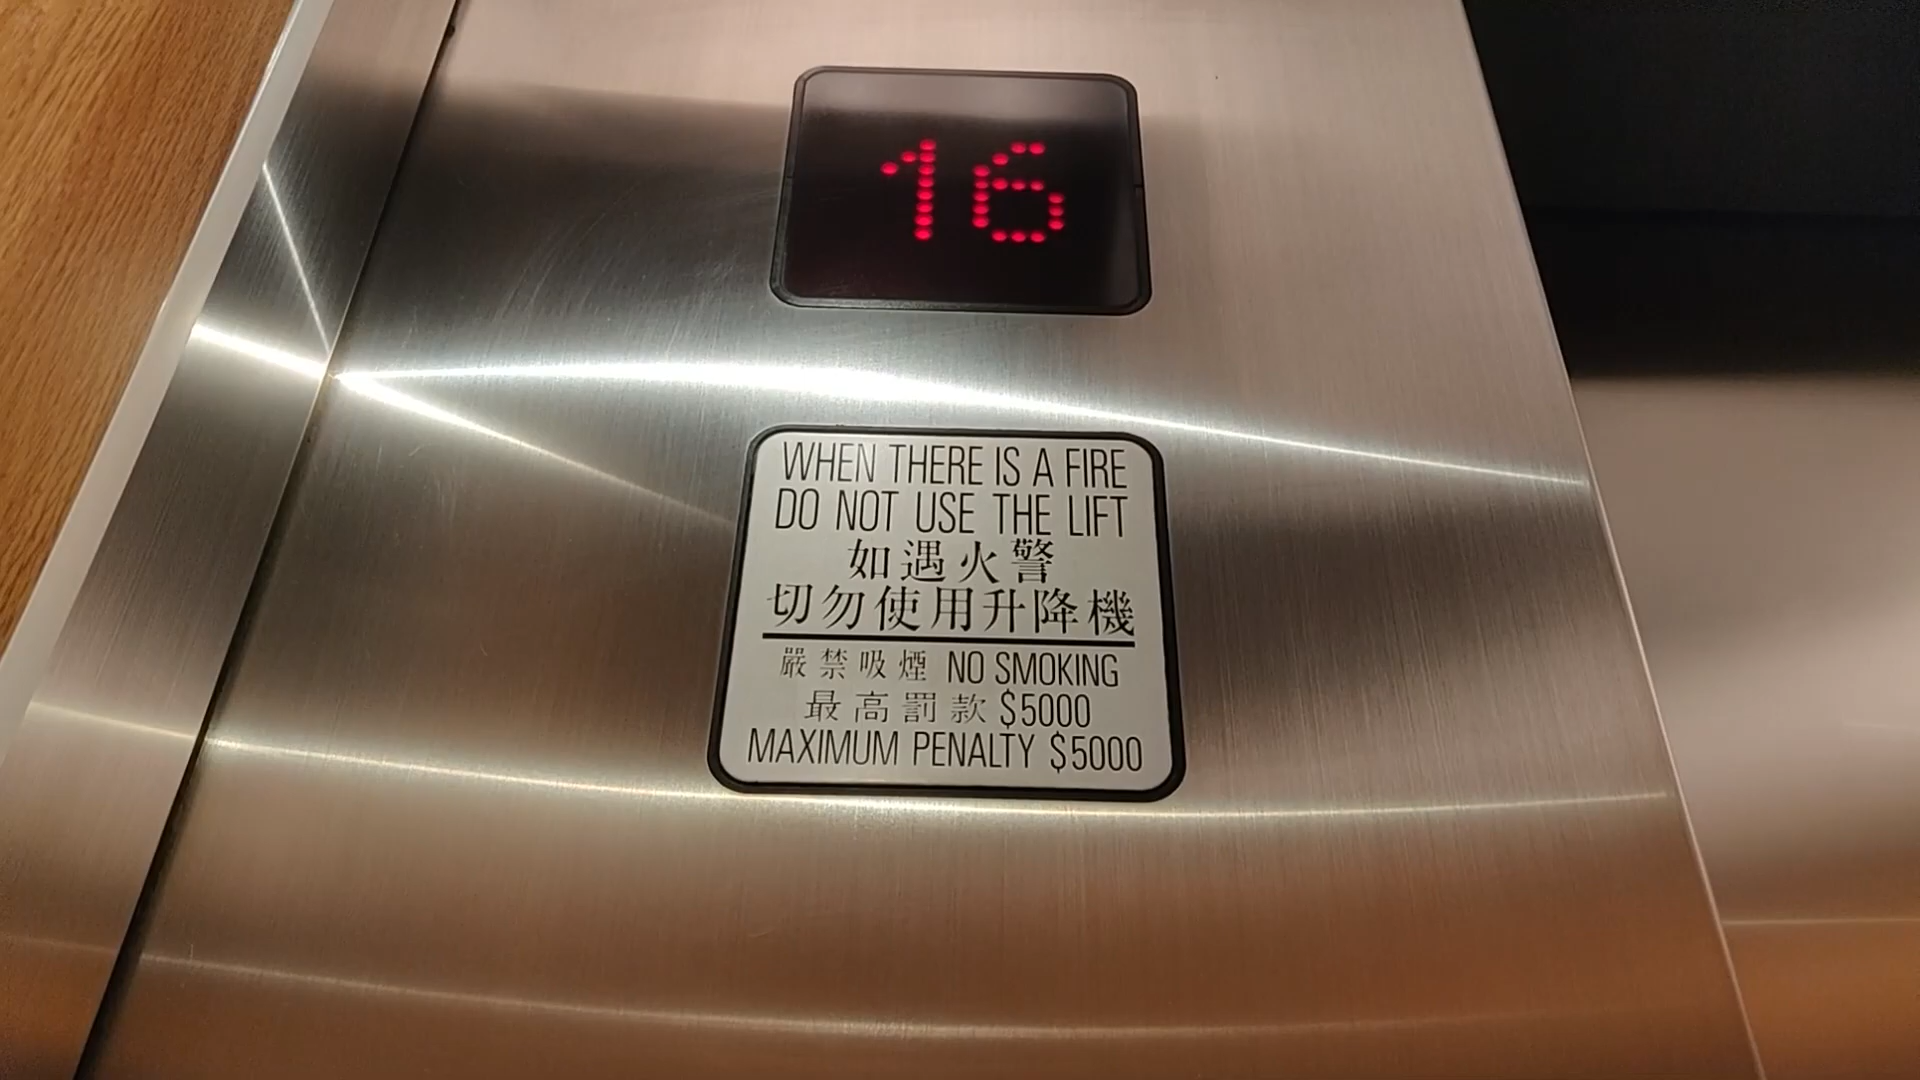 16
WHEN THERE IS A FIRE
DO NOT USE THE LIFT
如遇火警
切勿使用升降機
嚴禁吸煙 NO SMOKING
最高罰款 $5000
MAXIMUM PENALTY $5000